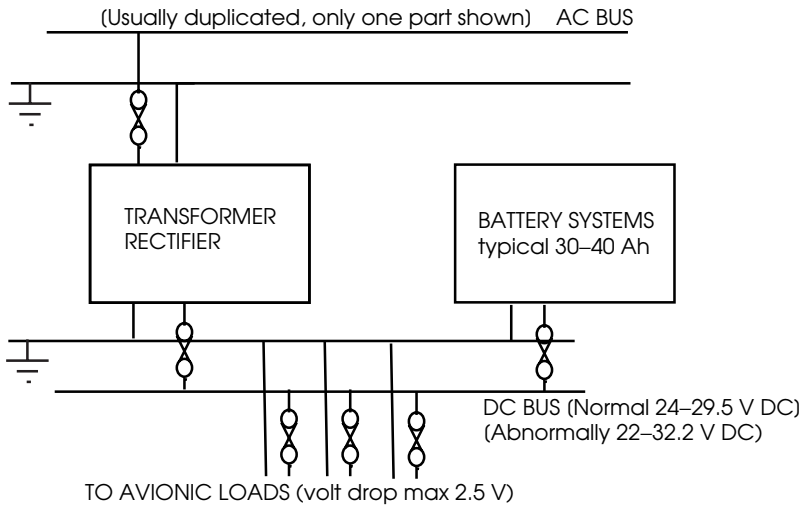 (Usually duplicated, only one part shown) AC BUS
TRANSFORMER
RECTIFIER
BATTERY SYSTEMS
typical 30–40 Ah
DC BUS (Normal 24–29.5 V DC)
(Abnormally 22–32.2 V DC)
TO AVIONIC LOADS (volt drop max 2.5 V)